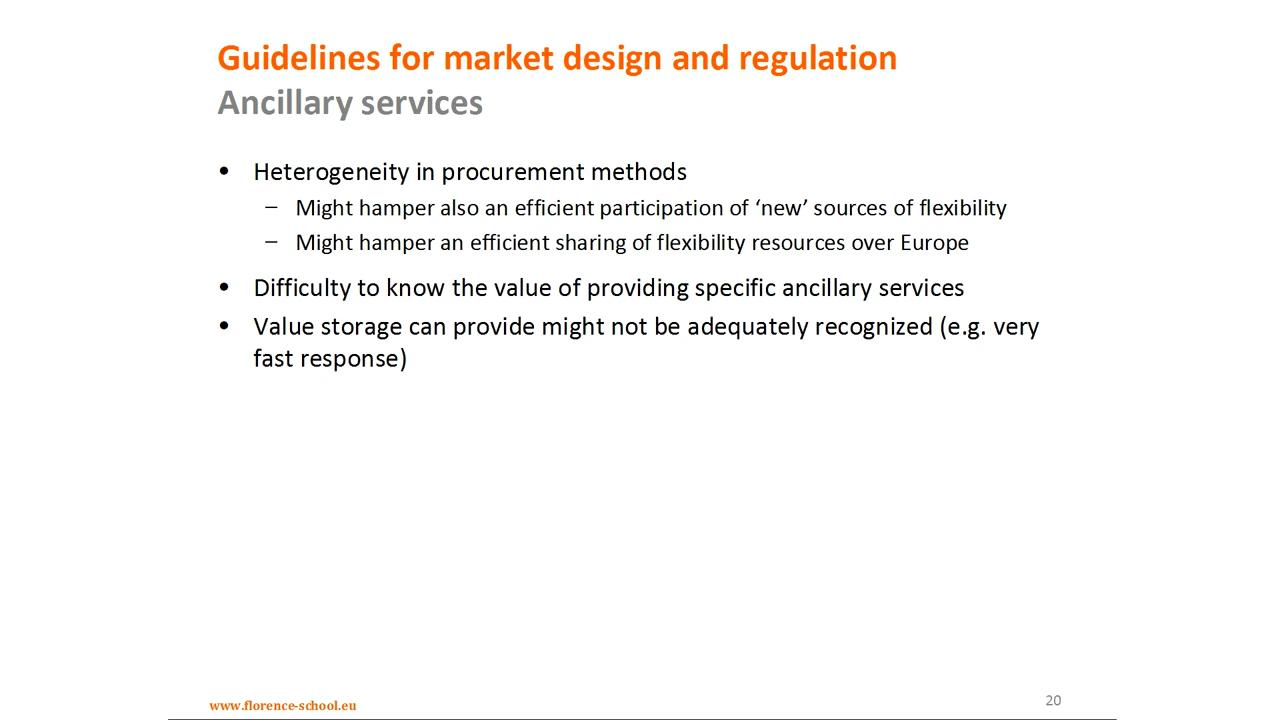 Guidelines for market design and regulation
Ancillary services
• Heterogeneity in procurement methods
– Might hamper also an efficient participation of ‘new’ sources of flexibility
– Might hamper an efficient sharing of flexibility resources over Europe
• Difficulty to know the value of providing specific ancillary services
• Value storage can provide might not be adequately recognized (e.g. very
fast response)
www.florence-school.eu
20